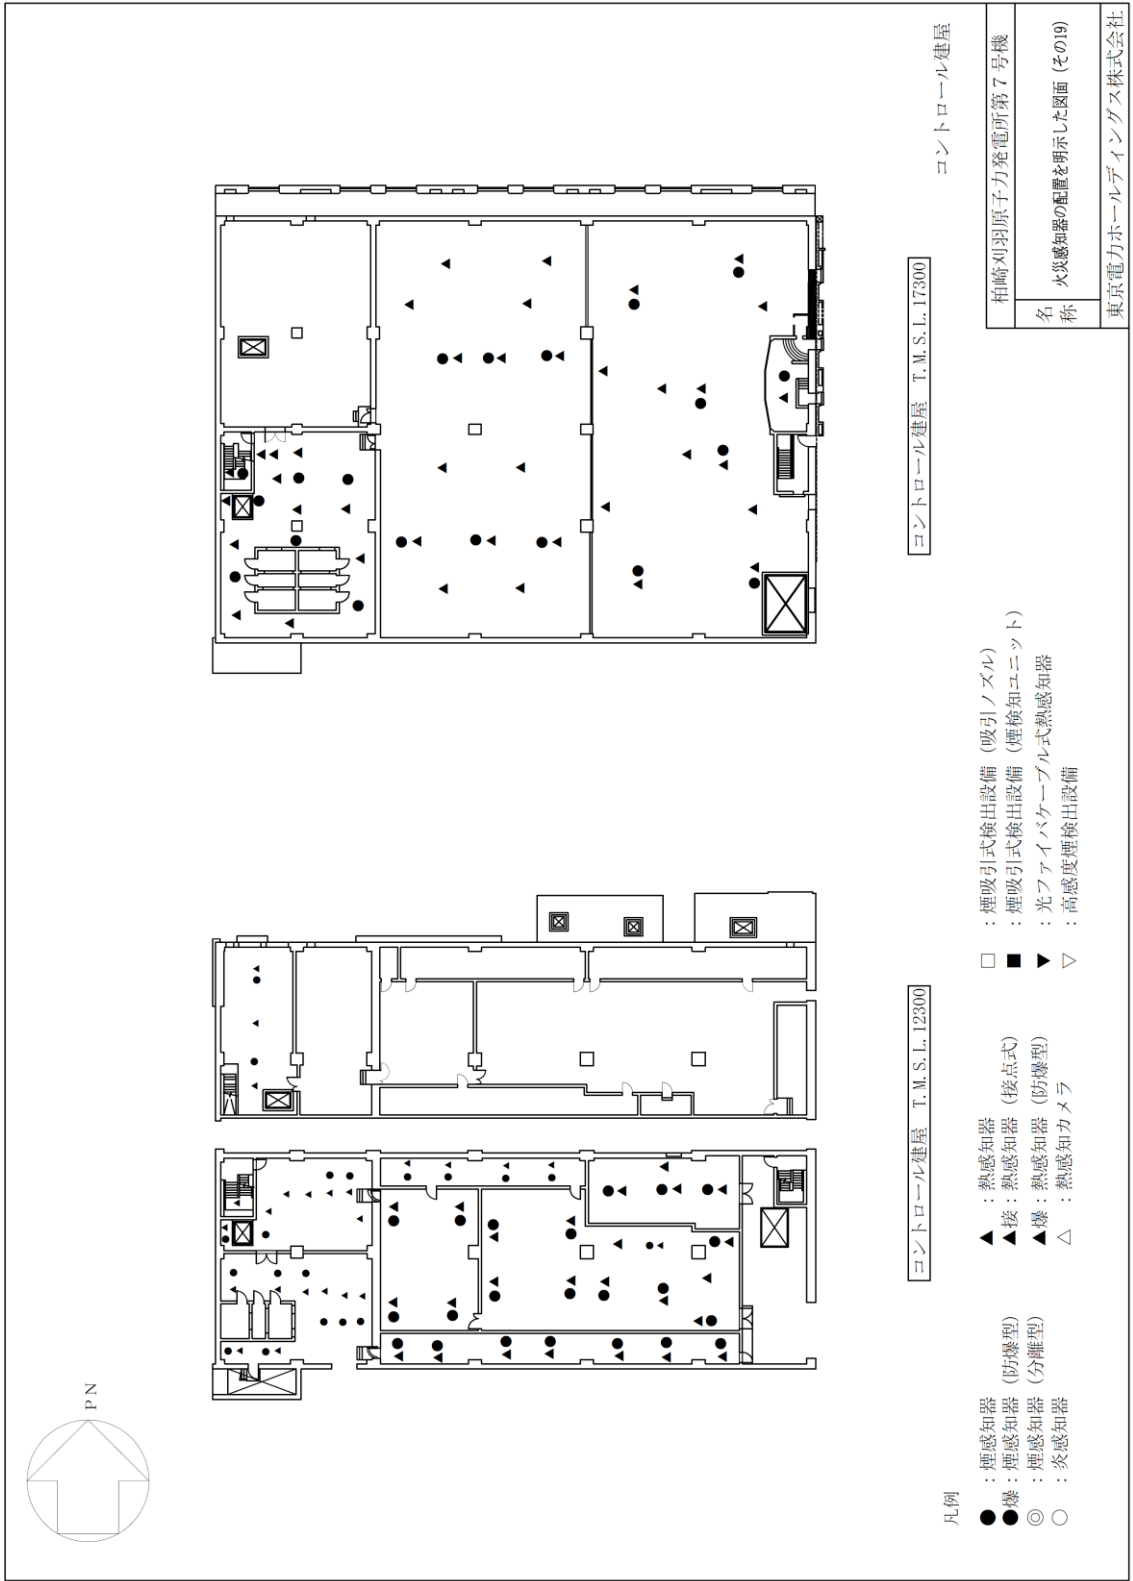 PN
コントロール建屋 T.M.S.L.12300
コントロール建屋 T.M.S.L.17300
コントロール建屋
凡例
●：煙感知器
●爆：煙感知器（防爆型）
◎：煙感知器（分離型）
○：炎感知器
▲：熱感知器
▲接：熱感知器（接点式）
▲爆：熱感知器（防爆型）
△：熱感知カメラ
□：煙吸引式検出設備（吸引ノズル）
■：煙吸引式検出設備（煙検知ユニット）
▼：光ファイバケーブル式熱感知器
▽：高感度煙検出設備
柏崎刈羽原子力発電所第７号機
名称
火災感知器の配置を明示した図面（その19）
東京電力ホールディングス株式会社